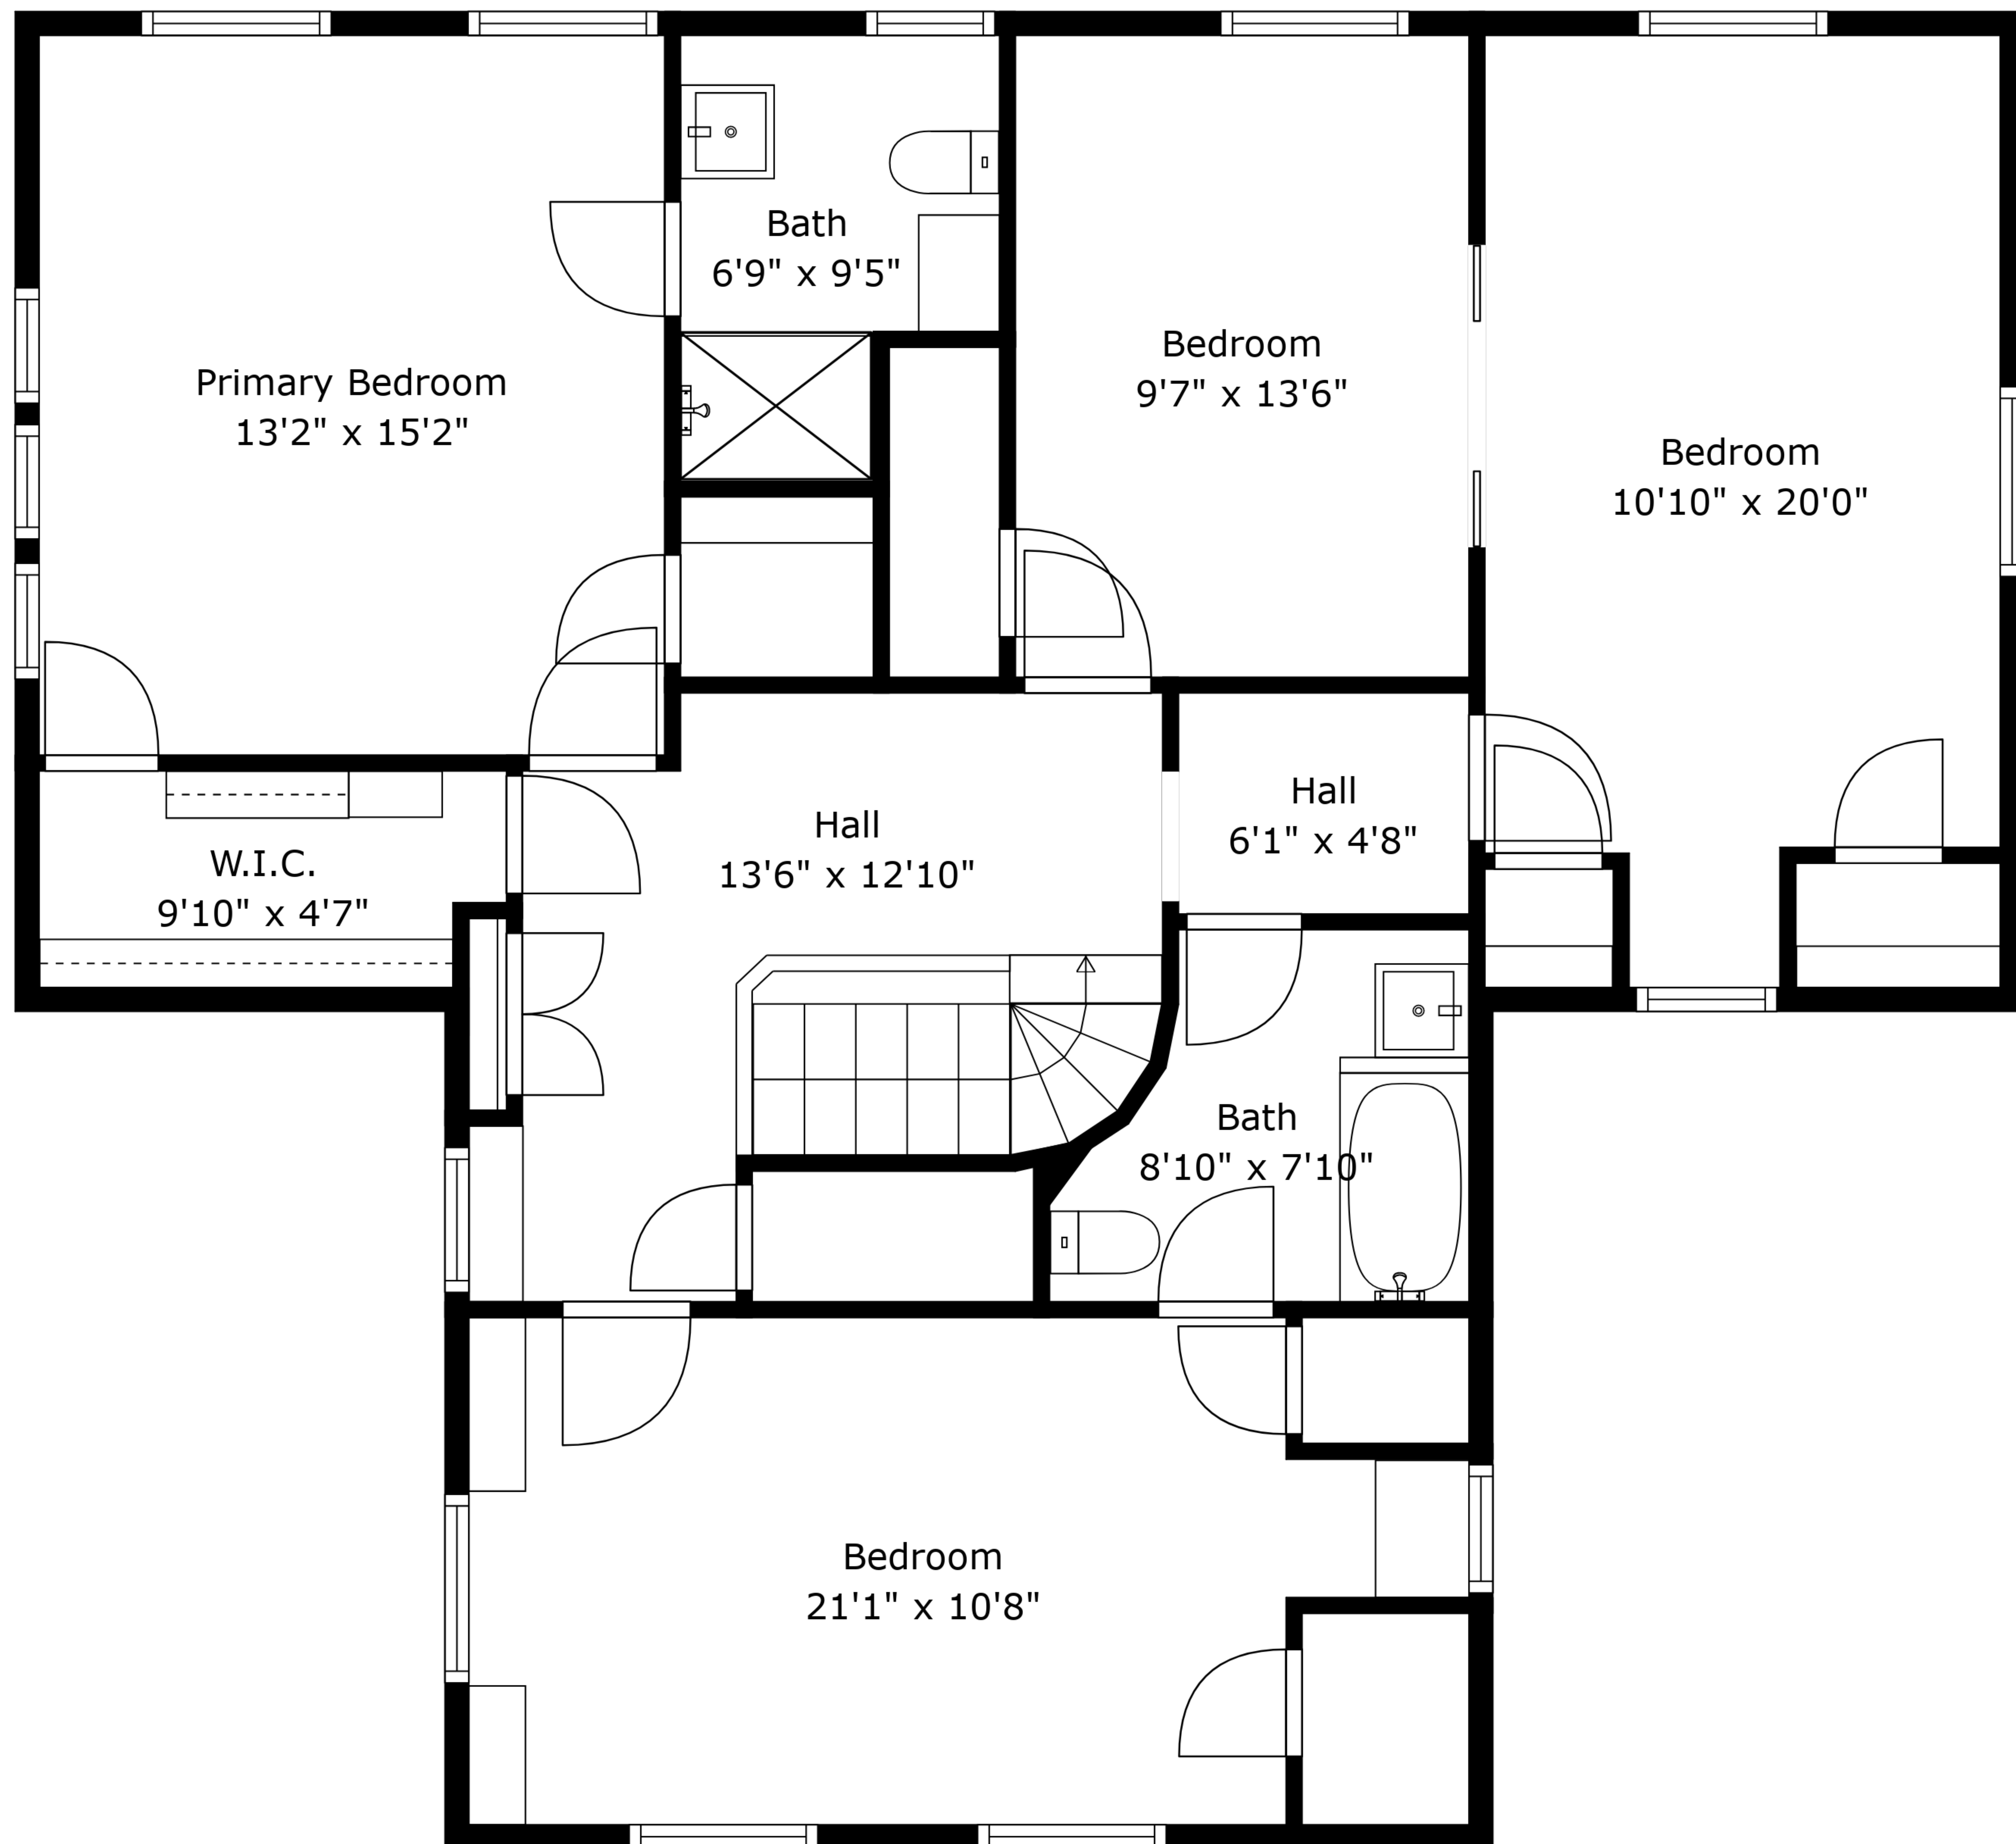 Bath
6'9" x 9'5"
Primary Bedroom
13'2" x 15'2"
Bedroom
9'7" x 13'6"
Bedroom
10'10" x 20'0"
W.I.C.
9'10" x 4'7"
Hall
13'6" x 12'10"
Hall
6'1" x 4'8"
Bath
8'10" x 7'10"
Bedroom
21'1" x 10'8"